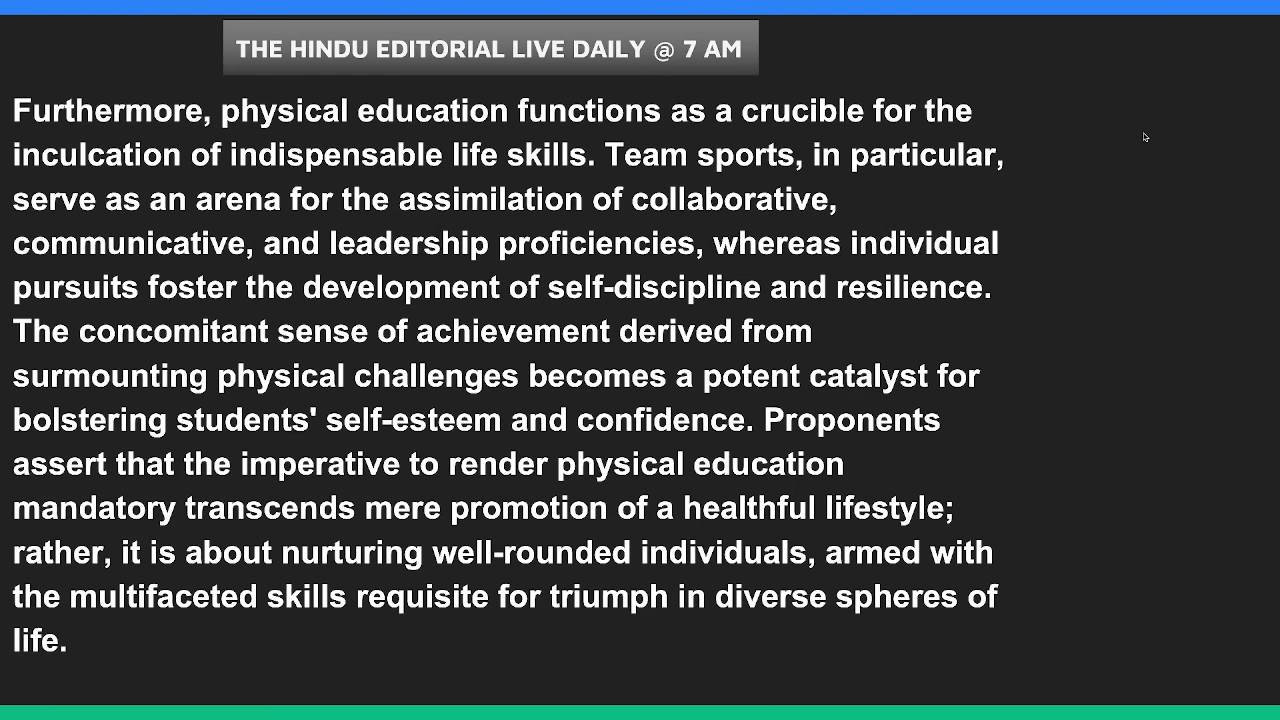 THE HINDU EDITORIAL LIVE DAILY @ 7 AM
Furthermore, physical education functions as a crucible for the
inculcation of indispensable life skills. Team sports, in particular,
serve as an arena for the assimilation of collaborative,
communicative, and leadership proficiencies, whereas individual
pursuits foster the development of self-discipline and resilience.
The concomitant sense of achievement derived from
surmounting physical challenges becomes a potent catalyst for
bolstering students' self-esteem and confidence. Proponents
assert that the imperative to render physical education
mandatory transcends mere promotion of a healthful lifestyle;
rather, it is about nurturing well-rounded individuals, armed with
the multifaceted skills requisite for triumph in diverse spheres of
life.